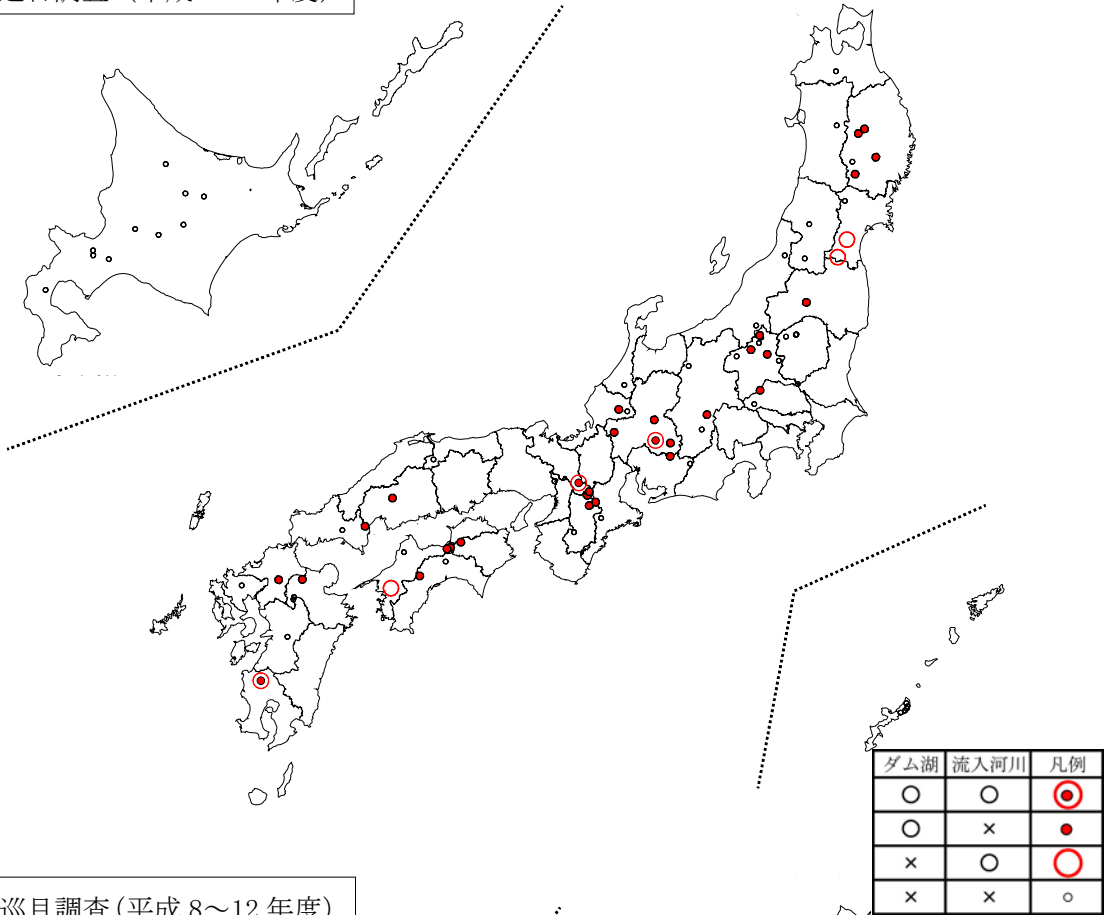 ダム湖 流入河川 凡例
○ ○
○ ×
× ○
× ×
巡目調査(平成 8～12 年度)